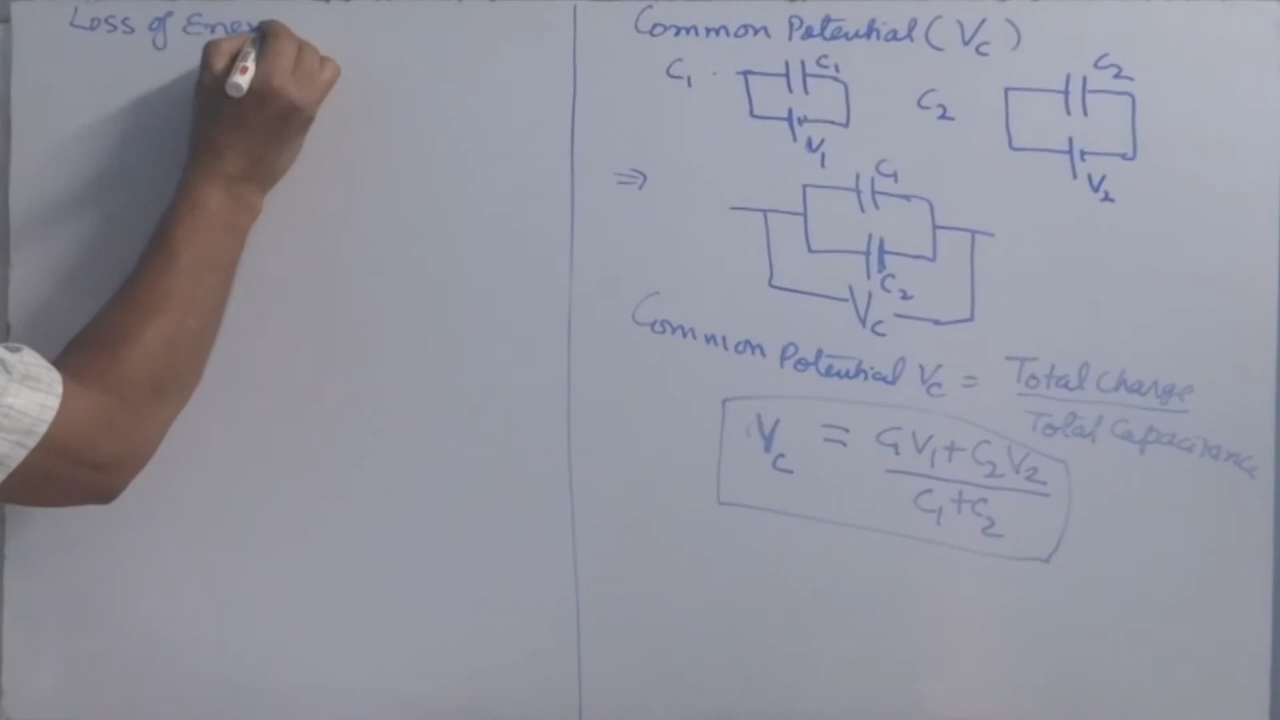 Loss of Ene
Common Potential (Vc)
C1
C1
V1
C2
C2
V2
⇒
C1
C2
Vc
Common Potential Vc = Total Charge
Total Capacitance
Vc = C1V1 + C2V2
C1 + C2